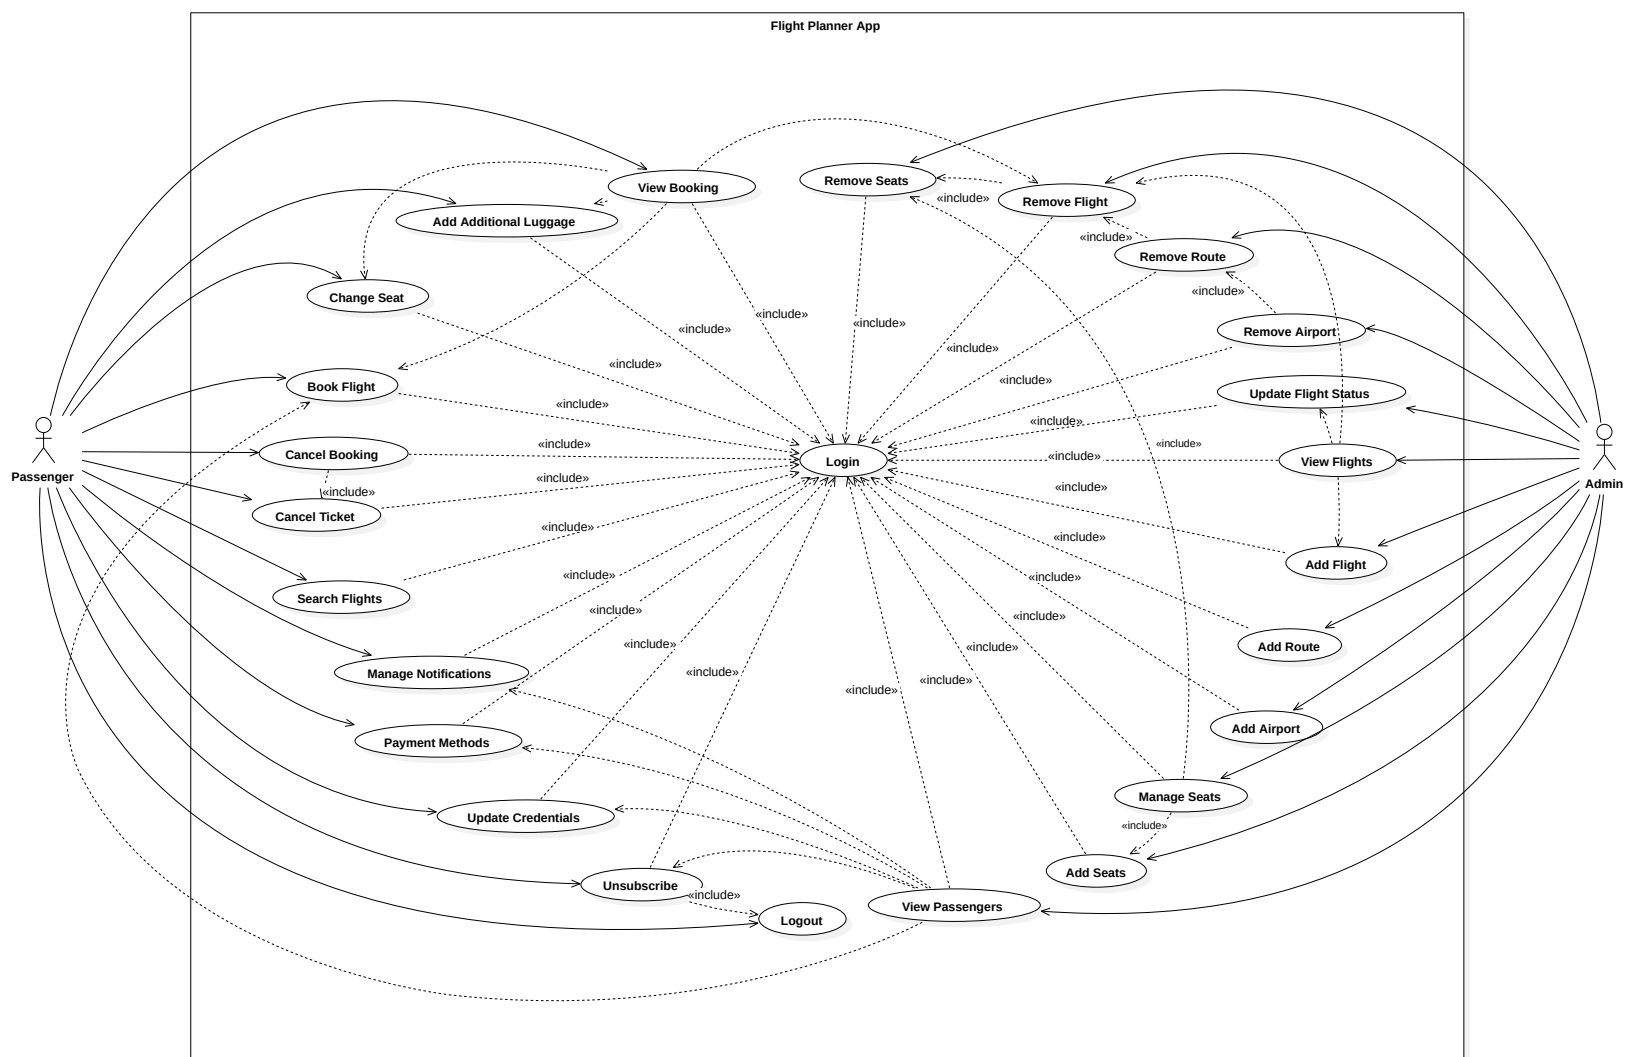 Flight Planner App
View Booking
Remove Seats
Remove Flight
Add Additional Luggage
«include»
«include»
Remove Route
«include»
Change Seat
«include»
«include»
«include»
Remove Airport
«include»
«include»
«include»
Book Flight
«include»
Update Flight Status
«include»
«include»
«include»
«include»
Cancel Booking
Login
«include»
View Flights
Passenger
Admin
«include»
«include»
«include»
Cancel Ticket
«include»
«include»
Add Flight
«include»
«include»
Search Flights
«include»
«include»
«include»
«include»
Add Route
Manage Notifications
«include»
«include»
«include»
Add Airport
Payment Methods
Manage Seats
Update Credentials
«include»
Add Seats
Unsubscribe
«include»
View Passengers
Logout